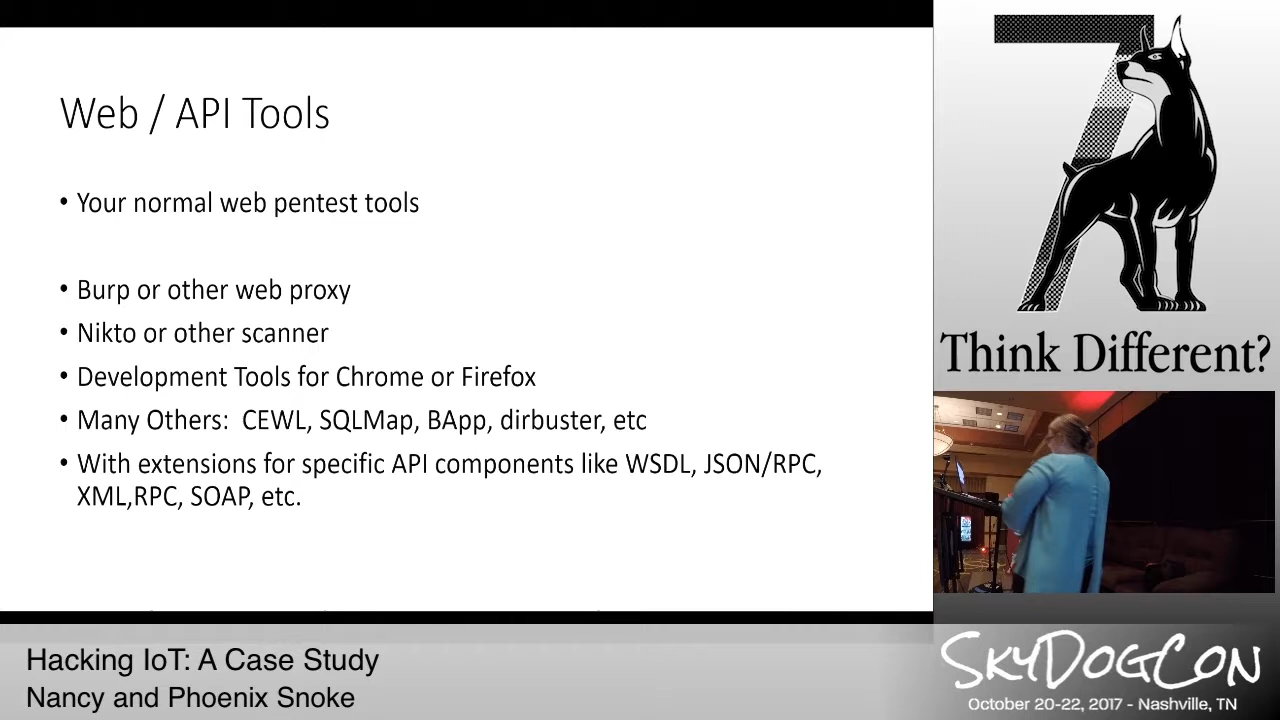 Web / API Tools
• Your normal web pentest tools
• Burp or other web proxy
• Nikto or other scanner
• Development Tools for Chrome or Firefox
• Many Others:  CEWL, SQLMap, BApp, dirbuster, etc
• With extensions for specific API components like WSDL, JSON/RPC,
XML,RPC, SOAP, etc.
7
Think Different?
Hacking IoT: A Case Study
Nancy and Phoenix Snoke
SKYDOGCON
October 20-22, 2017 - Nashville, TN